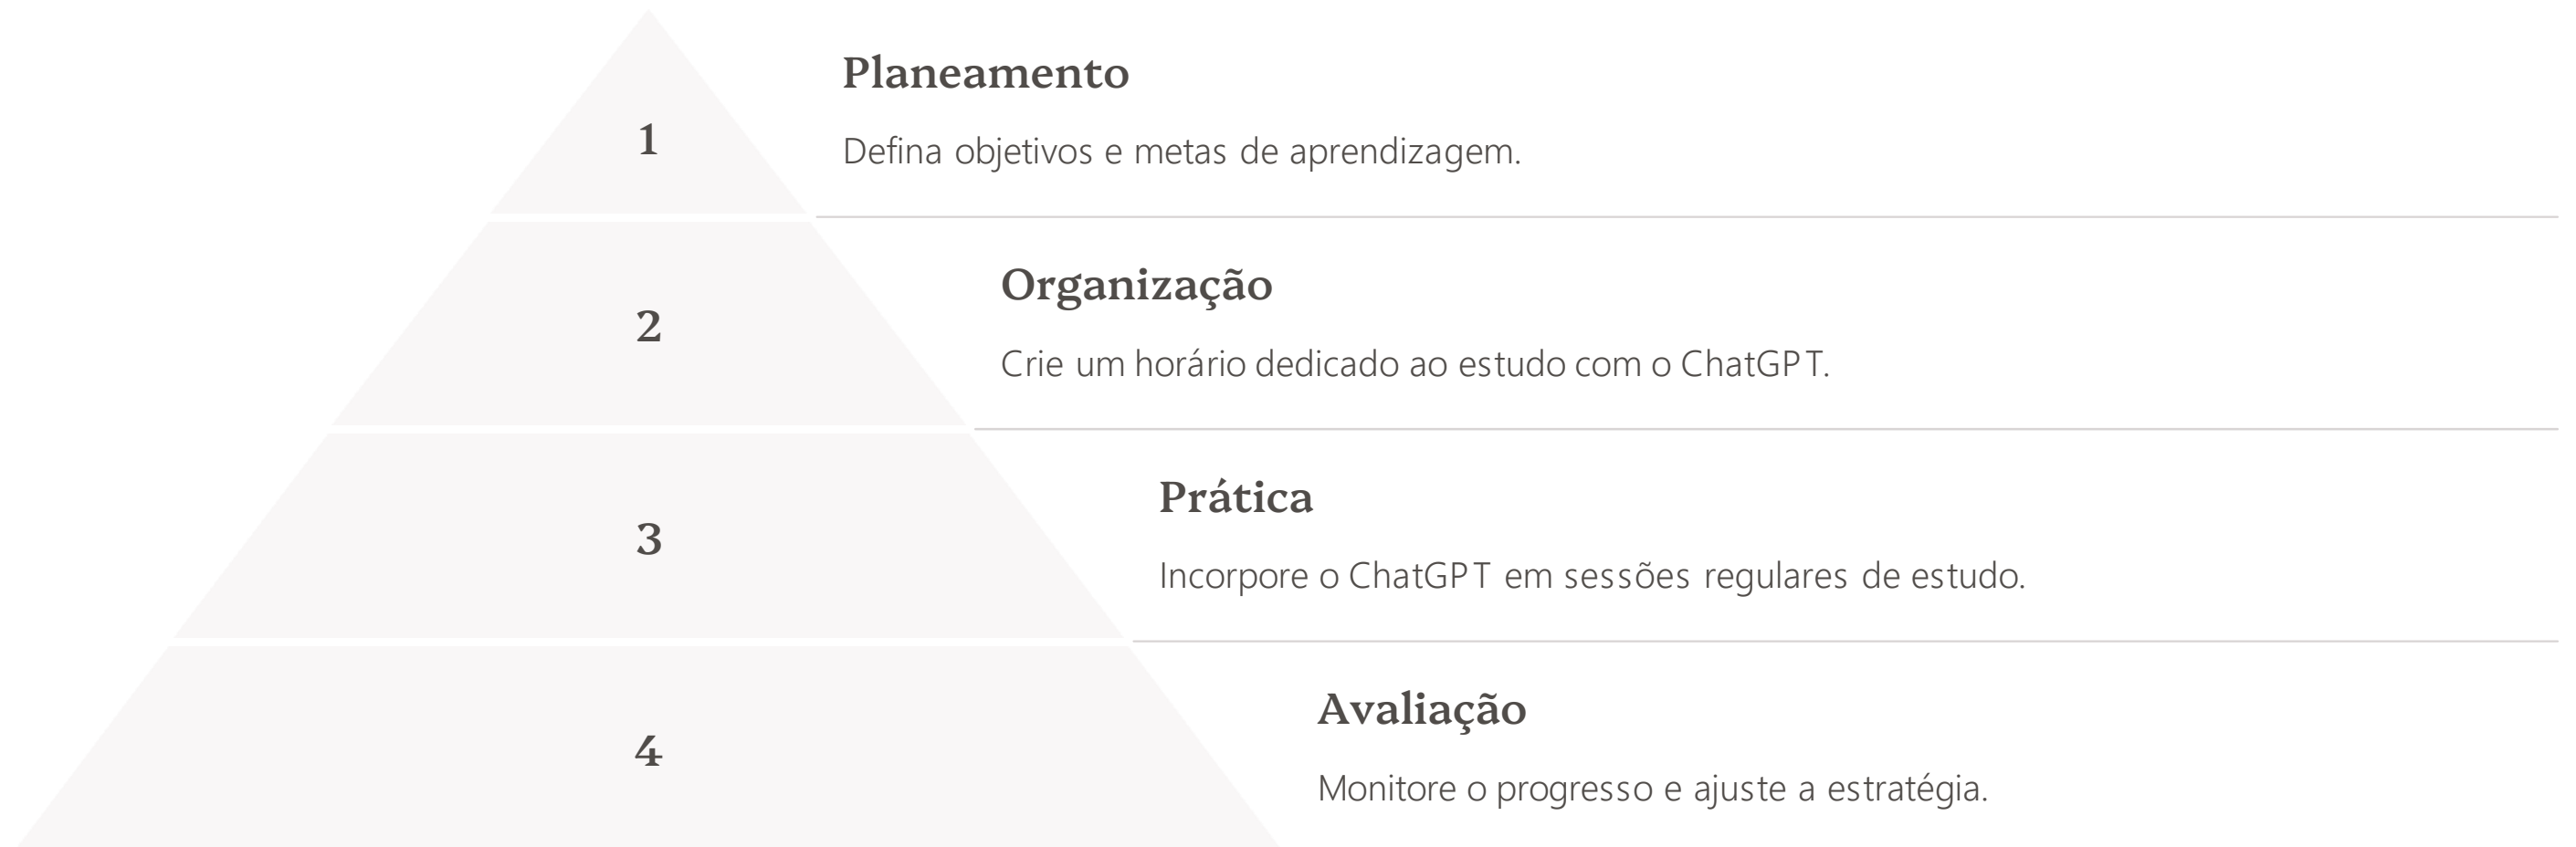 1
Planeamento
Defina objetivos e metas de aprendizagem.
2
Organização
Crie um horário dedicado ao estudo com o ChatGPT.
3
Prática
Incorpore o ChatGPT em sessões regulares de estudo.
4
Avaliação
Monitore o progresso e ajuste a estratégia.